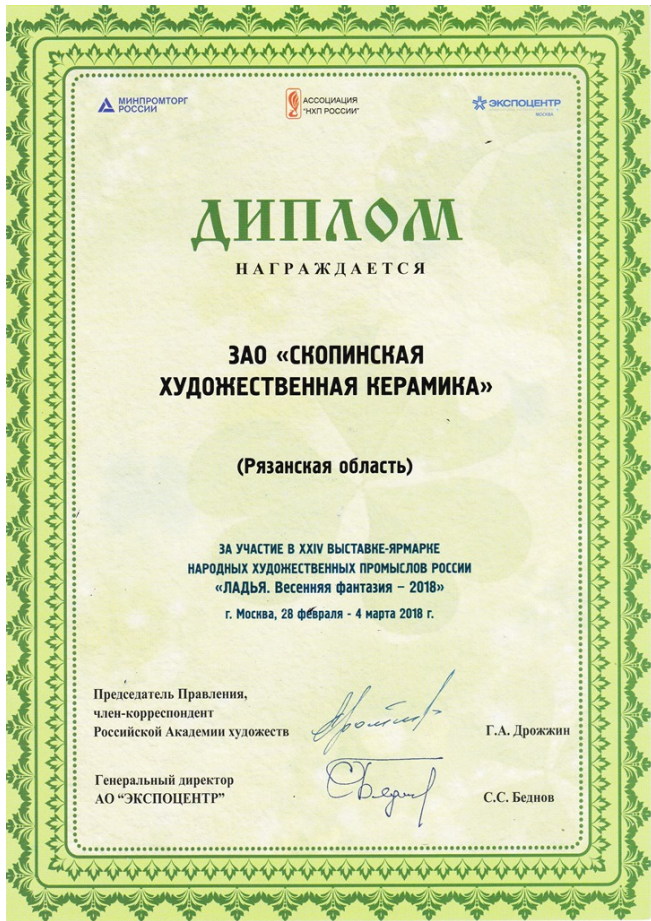 МИНПРОМТОРГ
РОССИИ
АССОЦИАЦИЯ
"НХП РОССИИ"
ЭКСПОЦЕНТР
МОСКВА
ДИПЛОМ
НАГРАЖДАЕТСЯ
ЗАО «СКОПИНСКАЯ
ХУДОЖЕСТВЕННАЯ КЕРАМИКА»
(Рязанская область)
ЗА УЧАСТИЕ В XXIV ВЫСТАВКЕ-ЯРМАРКЕ
НАРОДНЫХ ХУДОЖЕСТВЕННЫХ ПРОМЫСЛОВ РОССИИ
«ЛАДЬЯ. Весенняя фантазия – 2018»
г. Москва, 28 февраля - 4 марта 2018 г.
Председатель Правления,
член-корреспондент
Российской Академии художеств
Г.А. Дрожжин
Генеральный директор
АО “ЭКСПОЦЕНТР”
С.С. Беднов